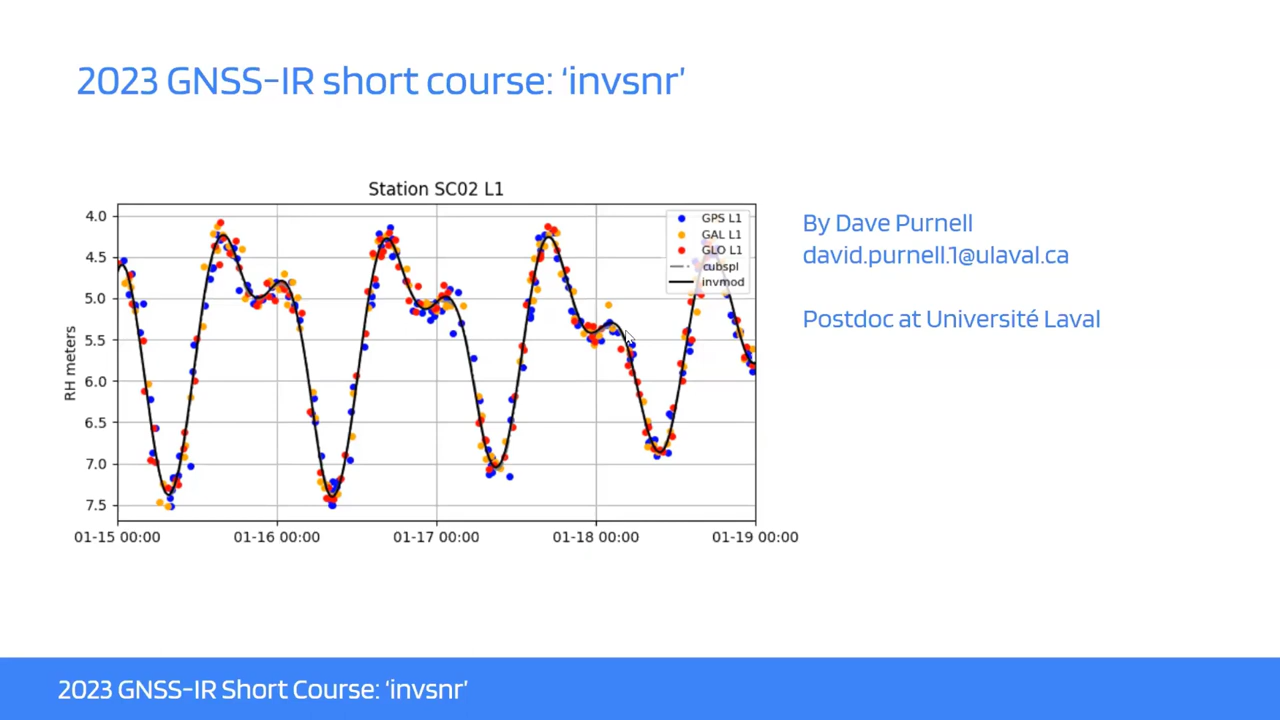 2023 GNSS-IR short course: ‘invsnr’
Station SC02 L1
RH meters
4.0
4.5
5.0
5.5
6.0
6.5
7.0
7.5
01-15 00:00
01-16 00:00
01-17 00:00
01-18 00:00
01-19 00:00
GPS L1
GAL L1
GLO L1
cubspl
invmod
By Dave Purnell
david.purnell.1@ulaval.ca
Postdoc at Université Laval
2023 GNSS-IR Short Course: ‘invsnr’